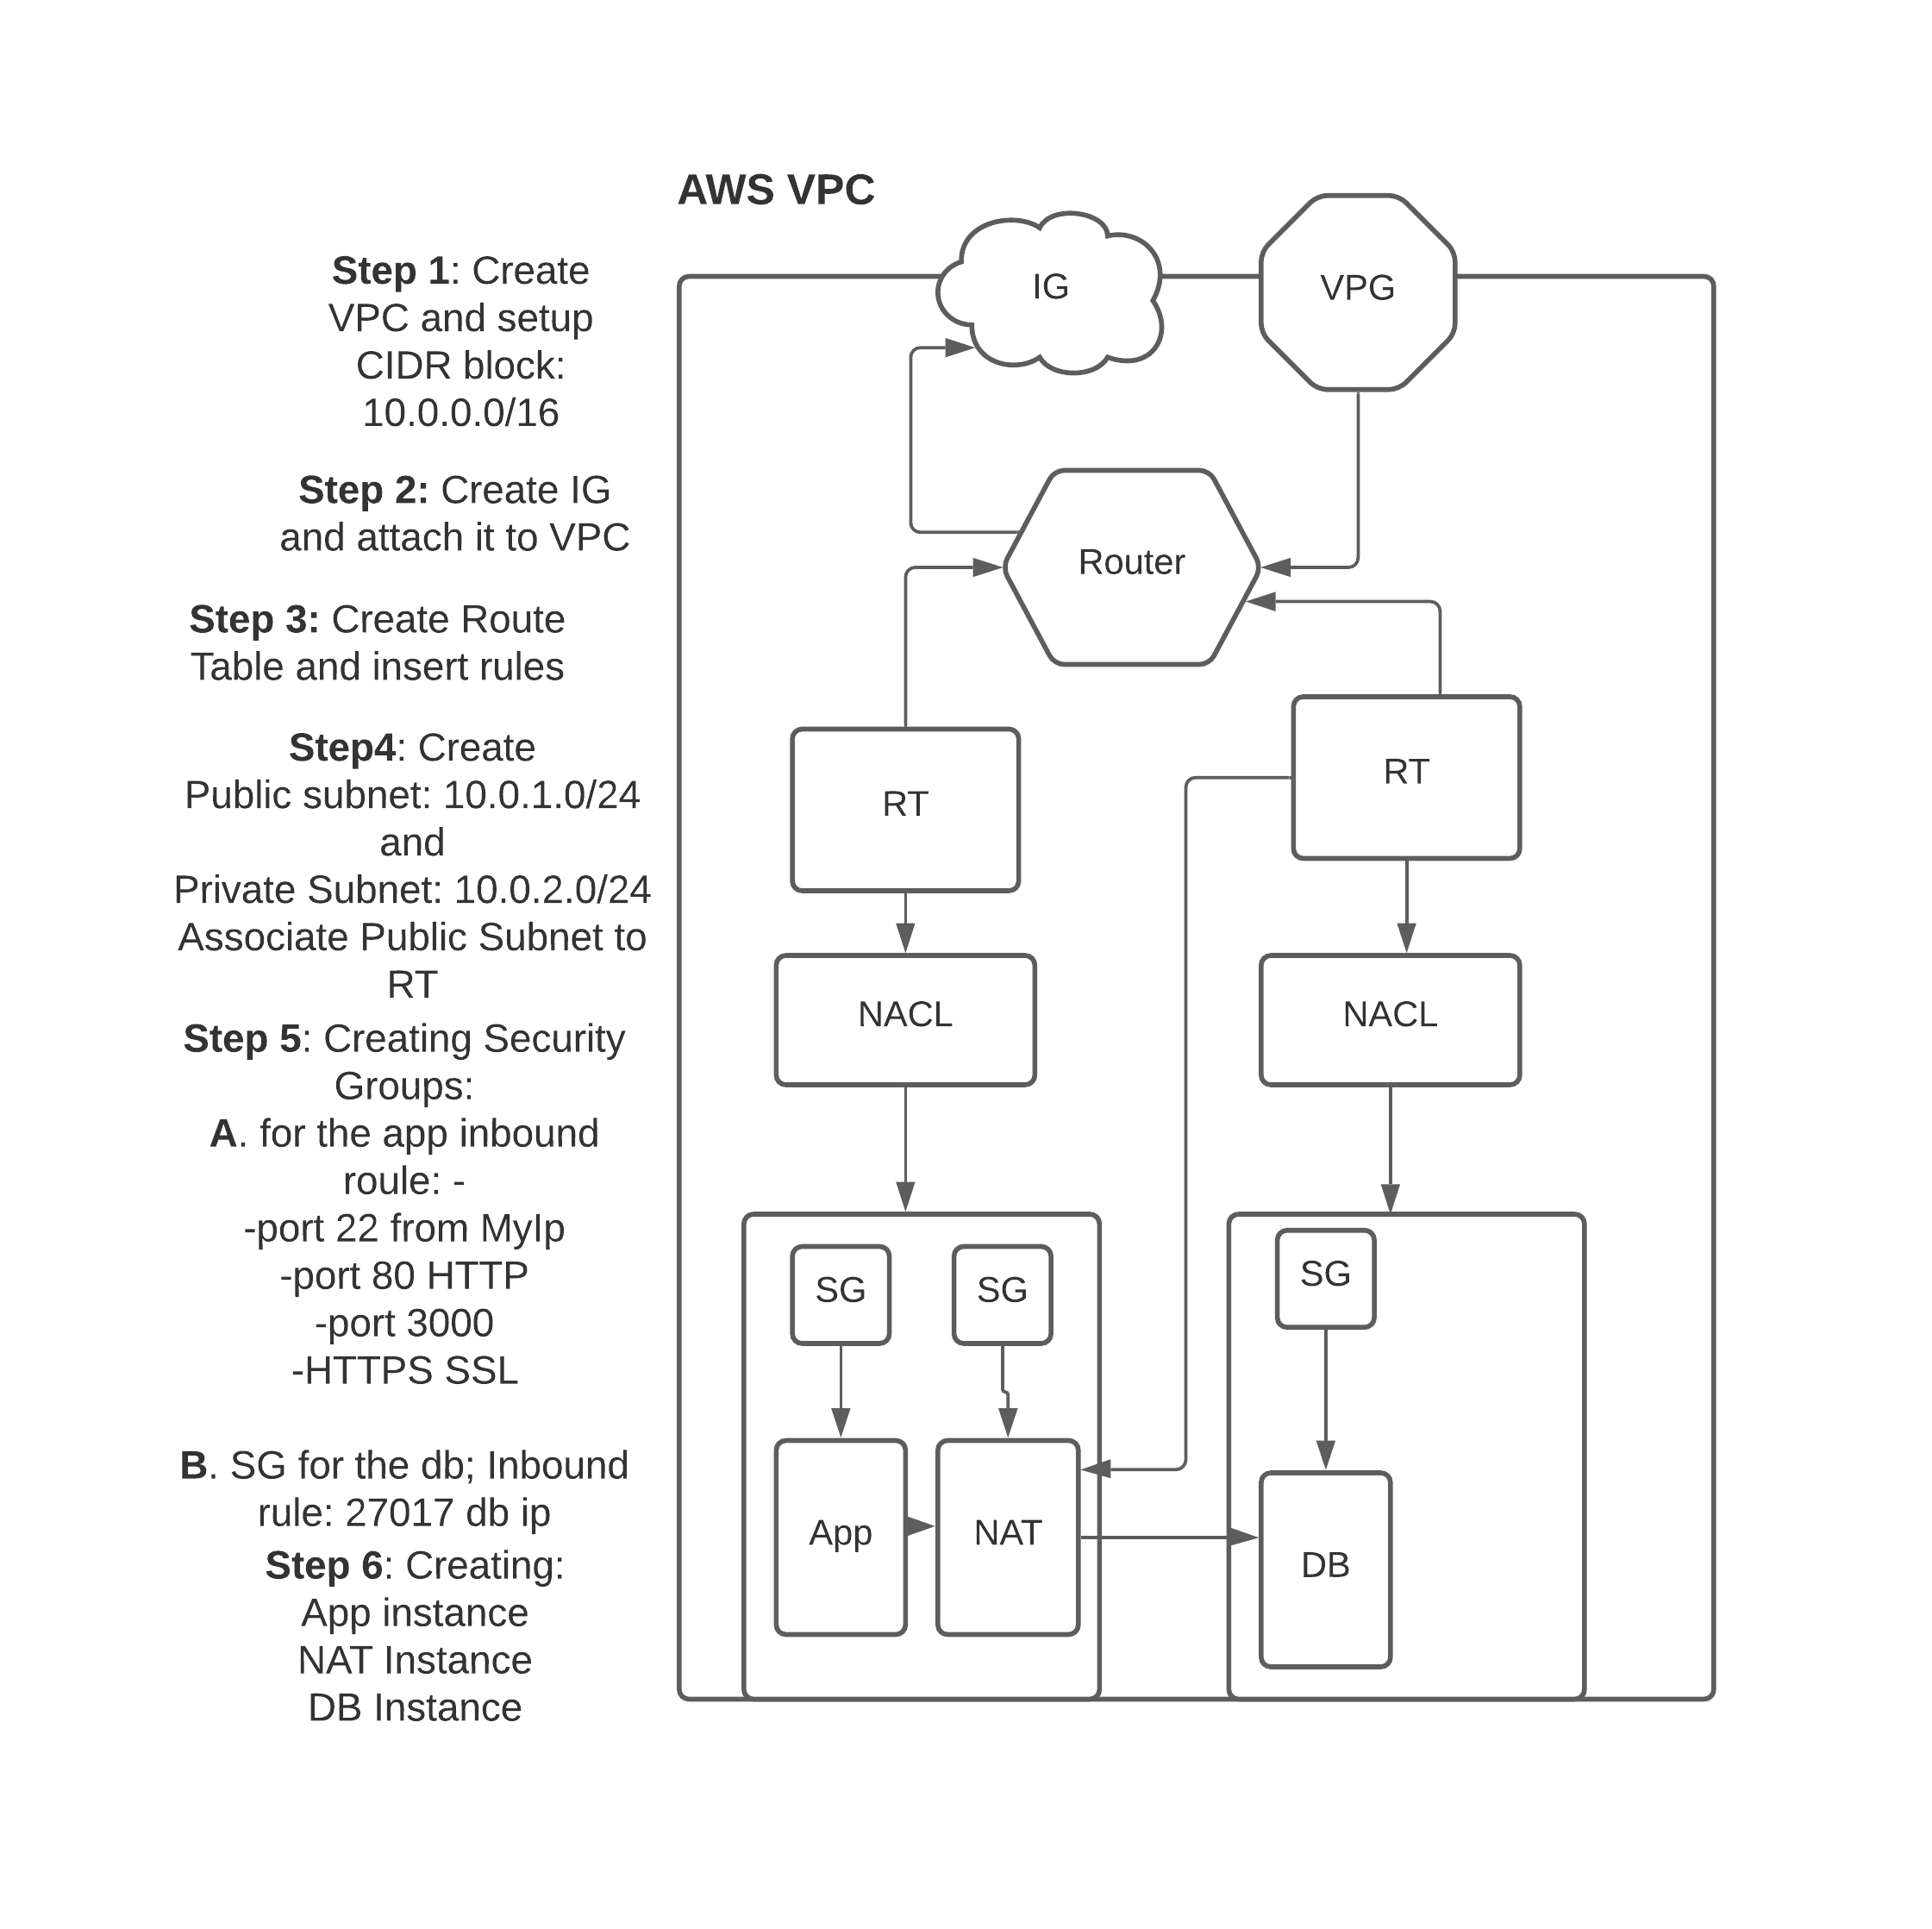 AWS VPC
Step 1: Create
VPC and setup
CIDR block:
10.0.0.0/16
Step 2: Create IG
and attach it to VPC
Step 3: Create Route
Table and insert rules
Step4: Create
Public subnet: 10.0.1.0/24
and
Private Subnet: 10.0.2.0/24
Associate Public Subnet to
RT
Step 5: Creating Security
Groups:
A. for the app inbound
roule: -
-port 22 from MyIp
-port 80 HTTP
-port 3000
-HTTPS SSL
B. SG for the db; Inbound
rule: 27017 db ip
Step 6: Creating:
App instance
NAT Instance
DB Instance
IG
VPG
Router
RT
RT
NACL
NACL
SG
SG
SG
App
NAT
DB